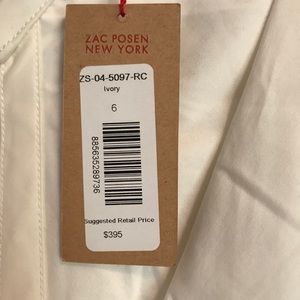 ZAC POSEN
NEW YORK
ZS-04-5097-RC
Ivory
6
885635289736
Suggested Retail Price
$395